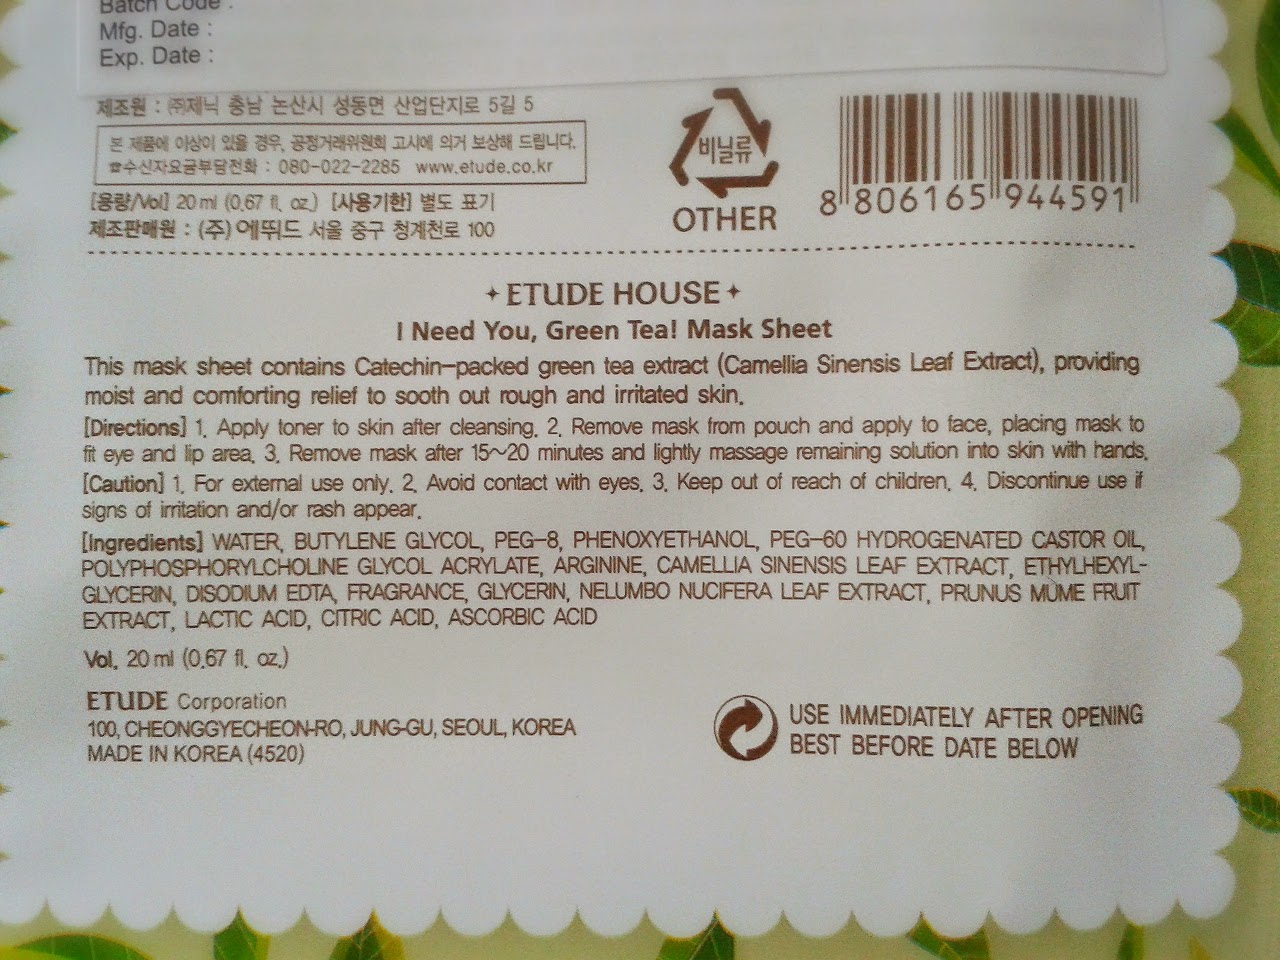 Batch Code :
Mfg. Date :
Exp. Date :
제조원 : ㈜제닉 충남 논산시 성동면 산업단지로 5길 5
본 제품에 이상이 있을 경우, 공정거래위원회 고시에 의거 보상해 드립니다.
☎수신자요금부담전화 : 080-022-2285 www.etude.co.kr
[용량/Vol] 20 ml (0.67 fl. oz.) [사용기한] 별도 표기
제조판매원 : (주)에뛰드 서울 중구 청계천로 100
비닐류
OTHER
8 806165 944591
ETUDE HOUSE
I Need You, Green Tea! Mask Sheet
This mask sheet contains Catechin-packed green tea extract (Camellia Sinensis Leaf Extract), providing
moist and comforting relief to sooth out rough and irritated skin.
[Directions] 1. Apply toner to skin after cleansing. 2. Remove mask from pouch and apply to face, placing mask to
fit eye and lip area. 3. Remove mask after 15~20 minutes and lightly massage remaining solution into skin with hands.
[Caution] 1. For external use only. 2. Avoid contact with eyes. 3. Keep out of reach of children. 4. Discontinue use if
signs of irritation and/or rash appear.
[Ingredients] WATER, BUTYLENE GLYCOL, PEG-8, PHENOXYETHANOL, PEG-60 HYDROGENATED CASTOR OIL,
POLYPHOSPHORYLCHOLINE GLYCOL ACRYLATE, ARGININE, CAMELLIA SINENSIS LEAF EXTRACT, ETHYLHEXYL-
GLYCERIN, DISODIUM EDTA, FRAGRANCE, GLYCERIN, NELUMBO NUCIFERA LEAF EXTRACT, PRUNUS MUME FRUIT
EXTRACT, LACTIC ACID, CITRIC ACID, ASCORBIC ACID
Vol. 20 ml (0.67 fl. oz.)
ETUDE Corporation
100, CHEONGGYECHEON-RO, JUNG-GU, SEOUL, KOREA
MADE IN KOREA (4520)
USE IMMEDIATELY AFTER OPENING
BEST BEFORE DATE BELOW